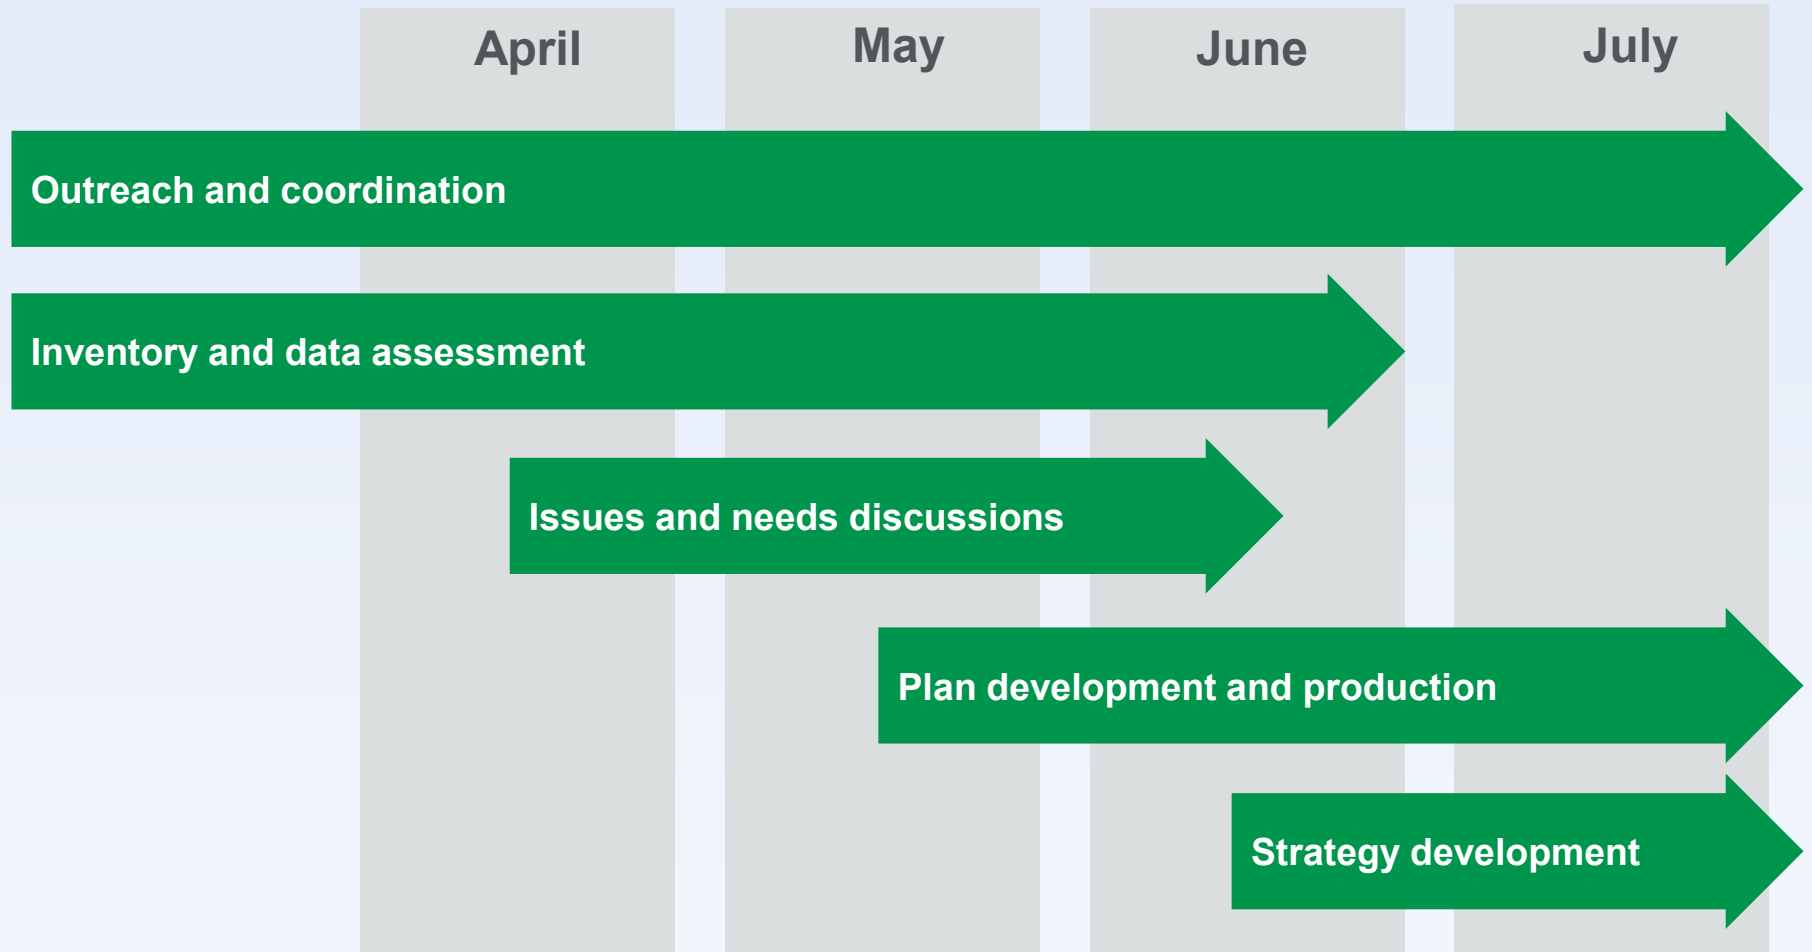 April
May
June
July
Outreach and coordination
Inventory and data assessment
Issues and needs discussions
Plan development and production
Strategy development